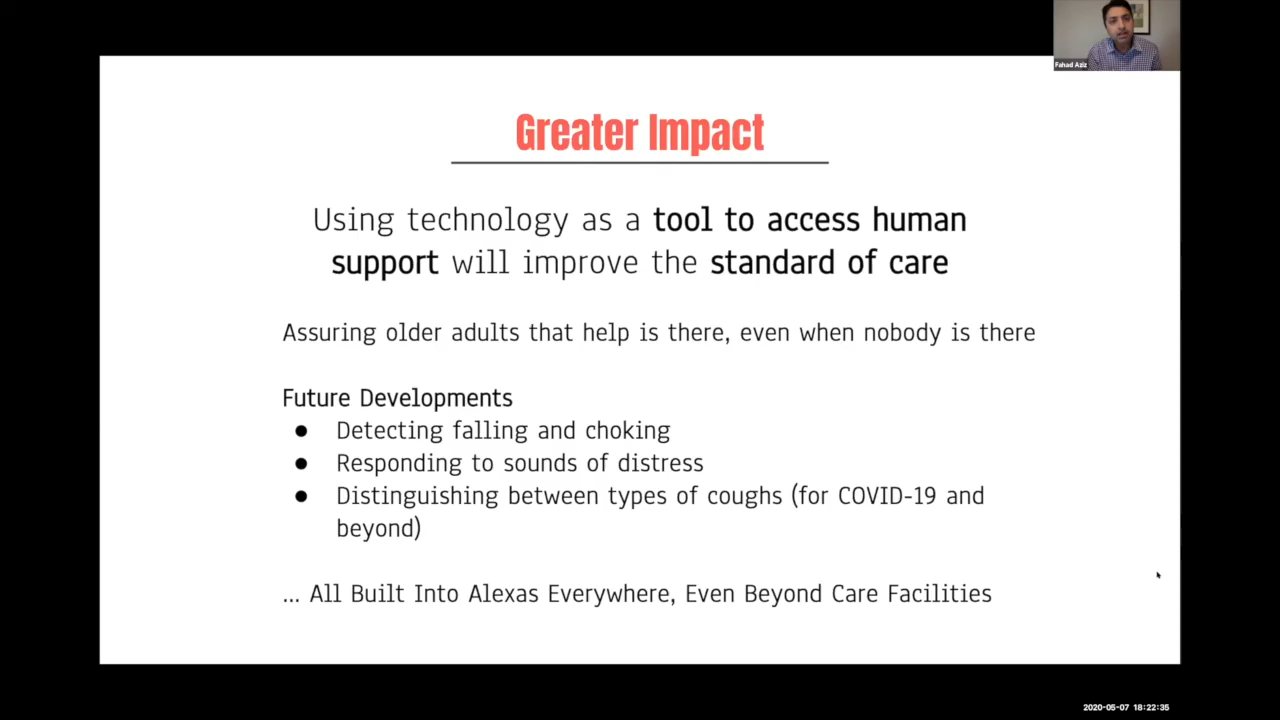 Fahad Aziz
Greater Impact
Using technology as a tool to access human
support will improve the standard of care
Assuring older adults that help is there, even when nobody is there
Future Developments
● Detecting falling and choking
● Responding to sounds of distress
● Distinguishing between types of coughs (for COVID-19 and
beyond)
... All Built Into Alexas Everywhere, Even Beyond Care Facilities
2020-05-07 18:22:35